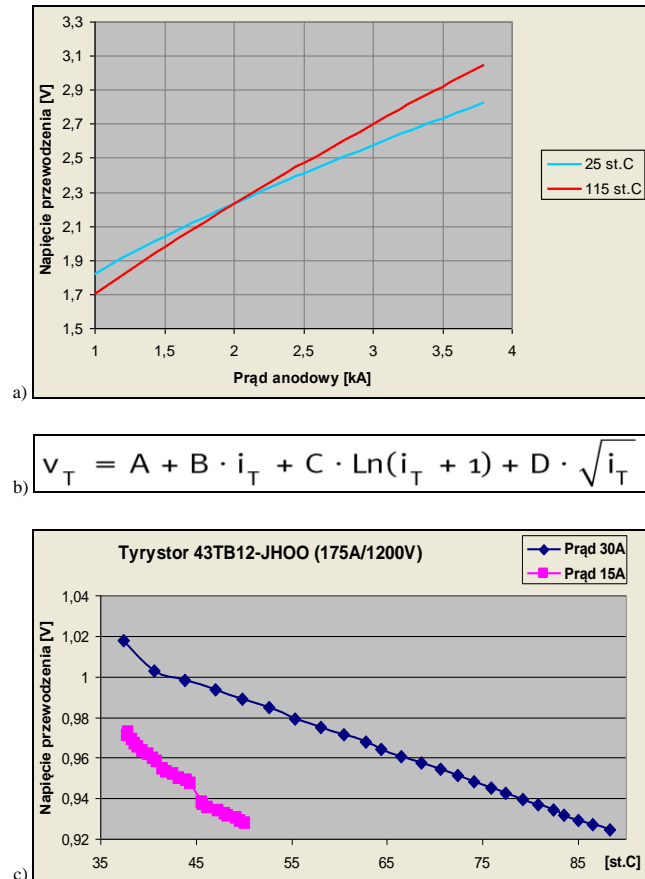 3,3
3,1
2,9
2,7
2,5
2,3
2,1
1,9
1,7
1,5
Napięcie przewodzenia [V]
1 1,5 2 2,5 3 3,5 4
Prąd anodowy [kA]
25 st.C
115 st.C
a)
b) v_T = A + B · i_T + C · Ln(i_T + 1) + D · √i_T
Tyrystor 43TB12-JHOO (175A/1200V)
Prąd 30A
Prąd 15A
1,04
1,02
1
0,98
0,96
0,94
0,92
Napięcie przewodzenia [V]
35 45 55 65 75 85 [st.C]
c)